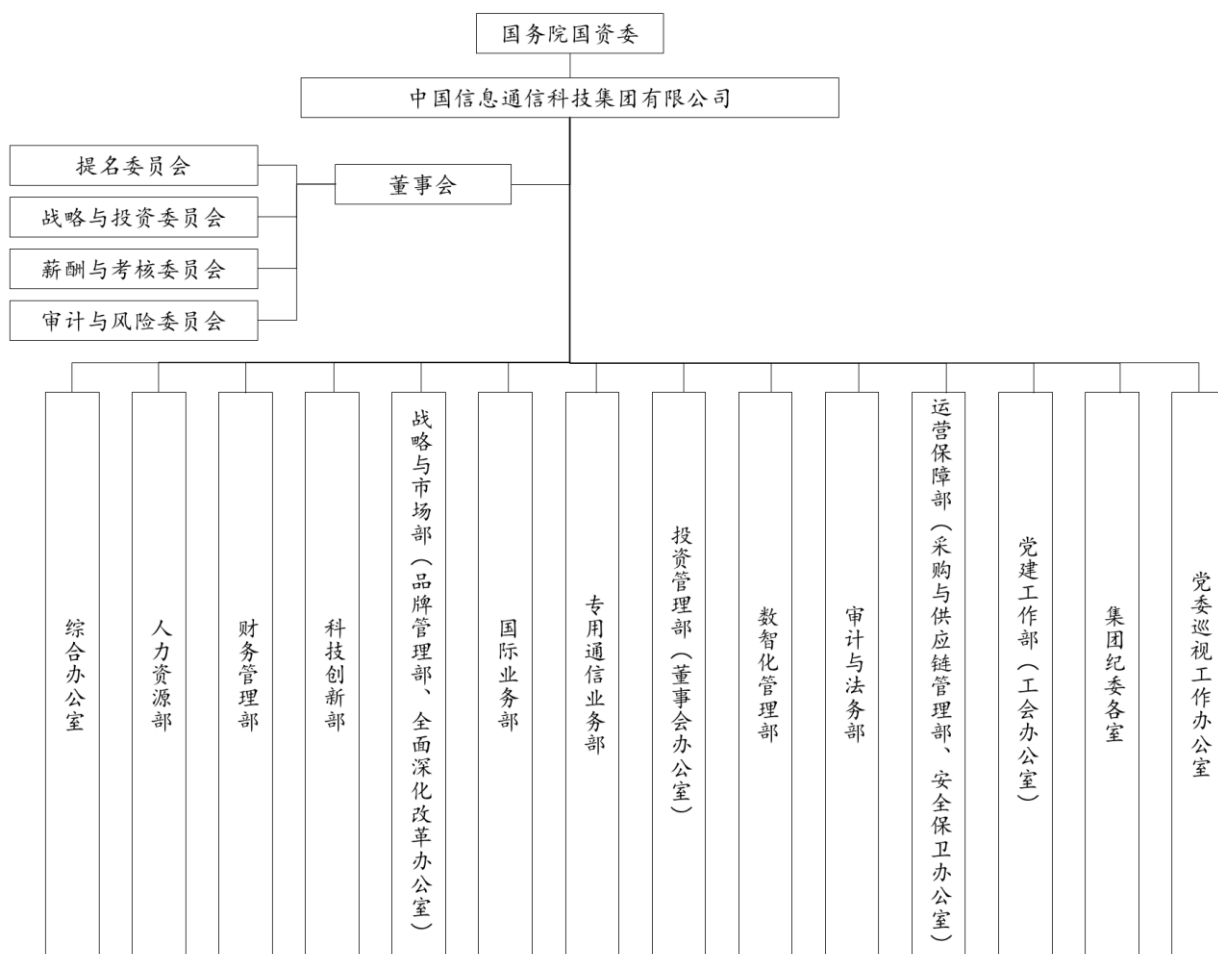 国务院国资委
中国信息通信科技集团有限公司
董事会
提名委员会
战略与投资委员会
薪酬与考核委员会
审计与风险委员会
综合办公室
人力资源部
财务管理部
科技创新部
战略与市场部（品牌管理部、全面深化改革办公室）
国际业务部
专用通信业务部
投资管理部（董事会办公室）
数智化管理部
审计与法务部
运营保障部（采购与供应链管理部、安全保卫办公室）
党建工作部（工会办公室）
集团纪委各室
党委巡视工作办公室